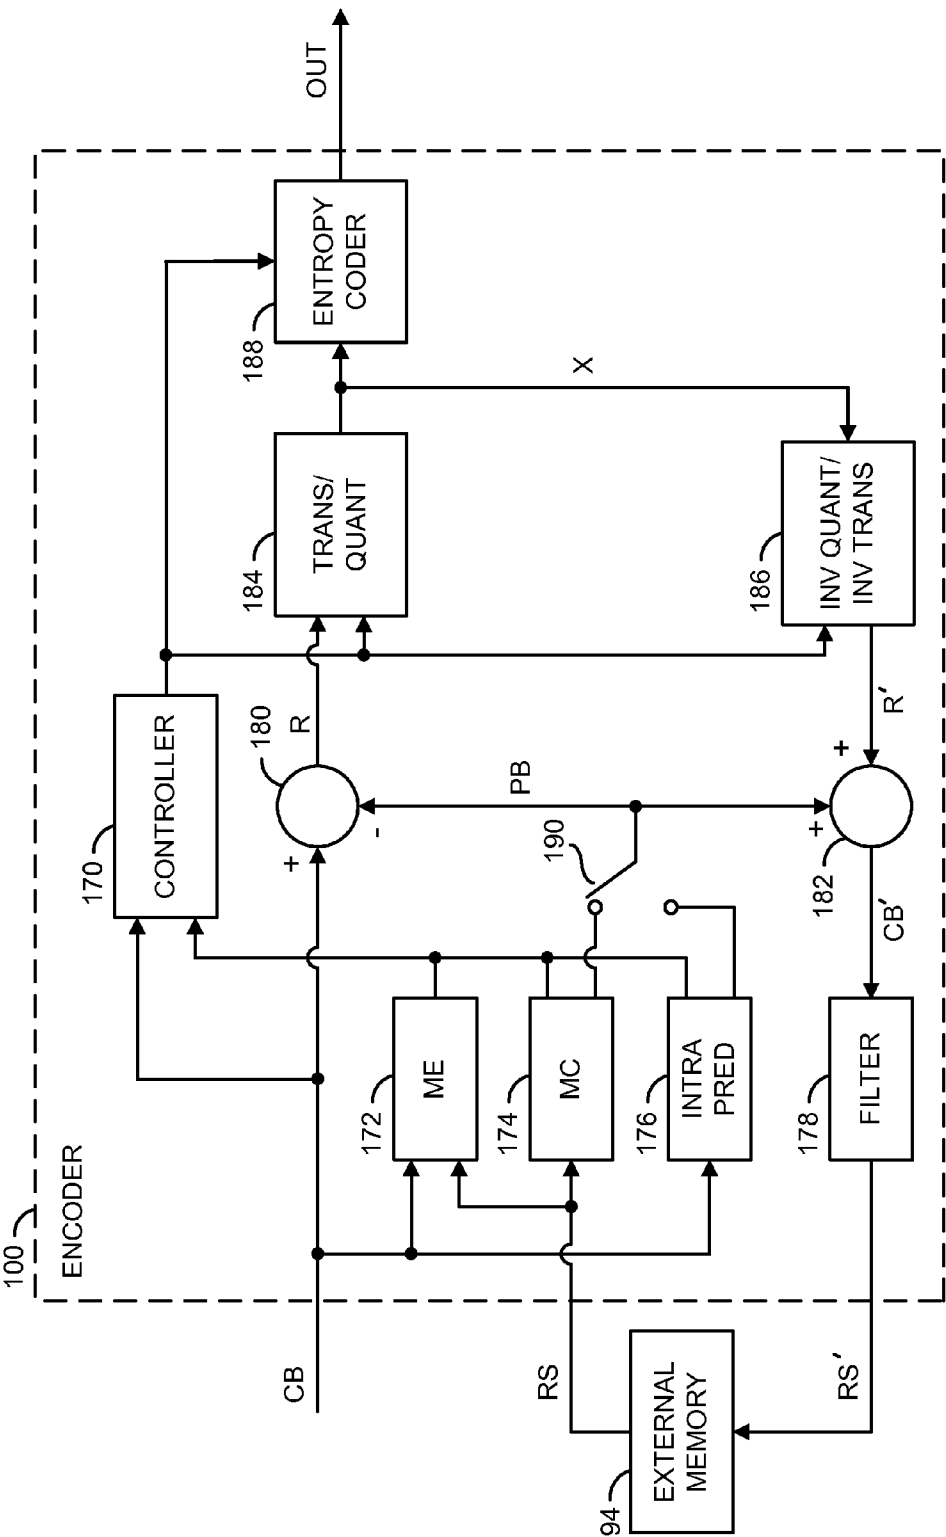 100
ENCODER
170
CONTROLLER
OUT
188
ENTROPY
CODER
CB
+
180
-
R
184
TRANS/
QUANT
X
172
ME
174
MC
190
PB
RS
176
INTRA
PRED
186
INV QUANT/
INV TRANS
94
EXTERNAL
MEMORY
RS'
178
FILTER
CB'
182
+
+
R'